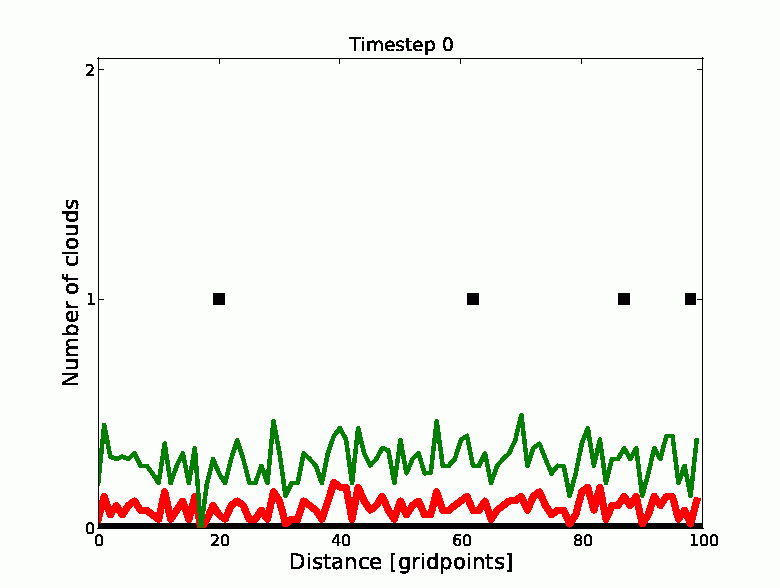 Timestep 0
2
1
0
Number of clouds
0 20 40 60 80 100
Distance [gridpoints]